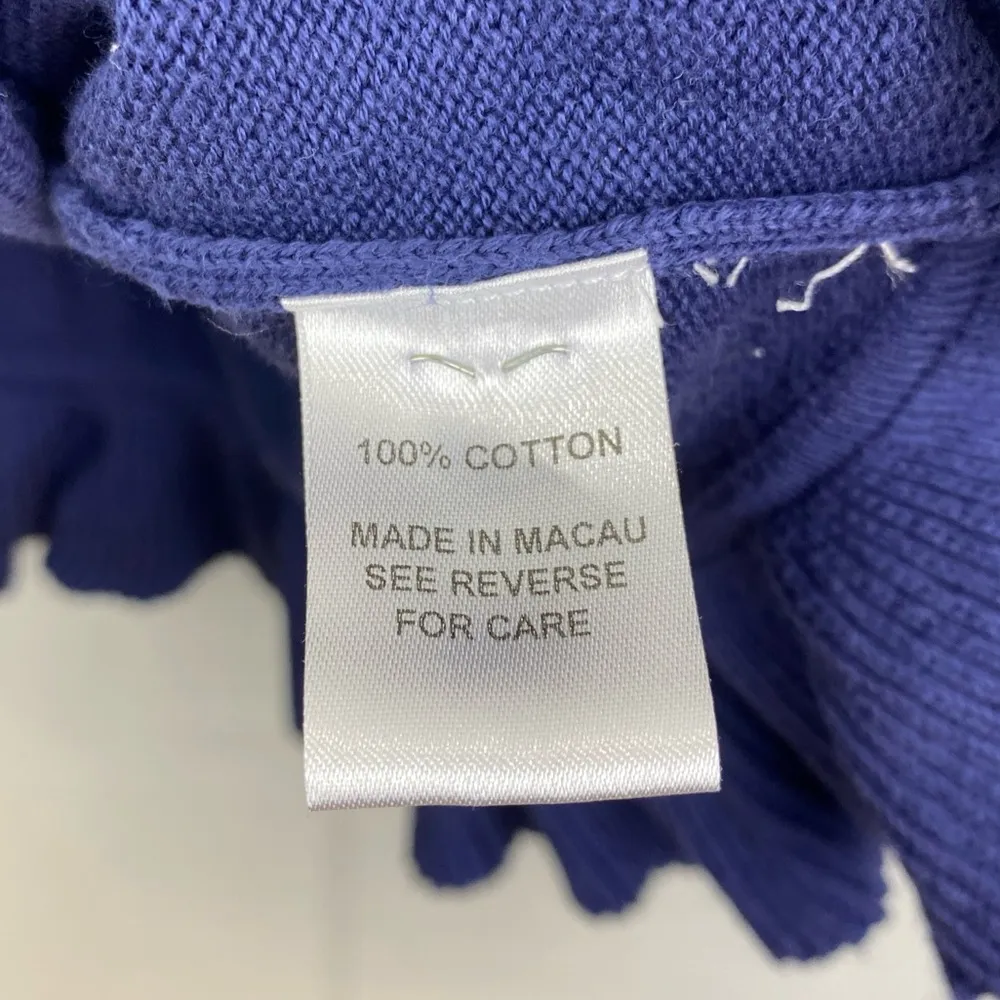 100% COTTON
MADE IN MACAU
SEE REVERSE
FOR CARE